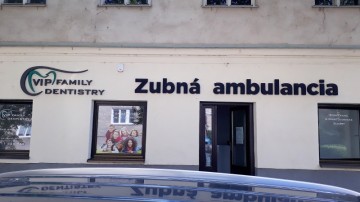 VIP FAMILY
DENTISTRY
Zubná ambulancia